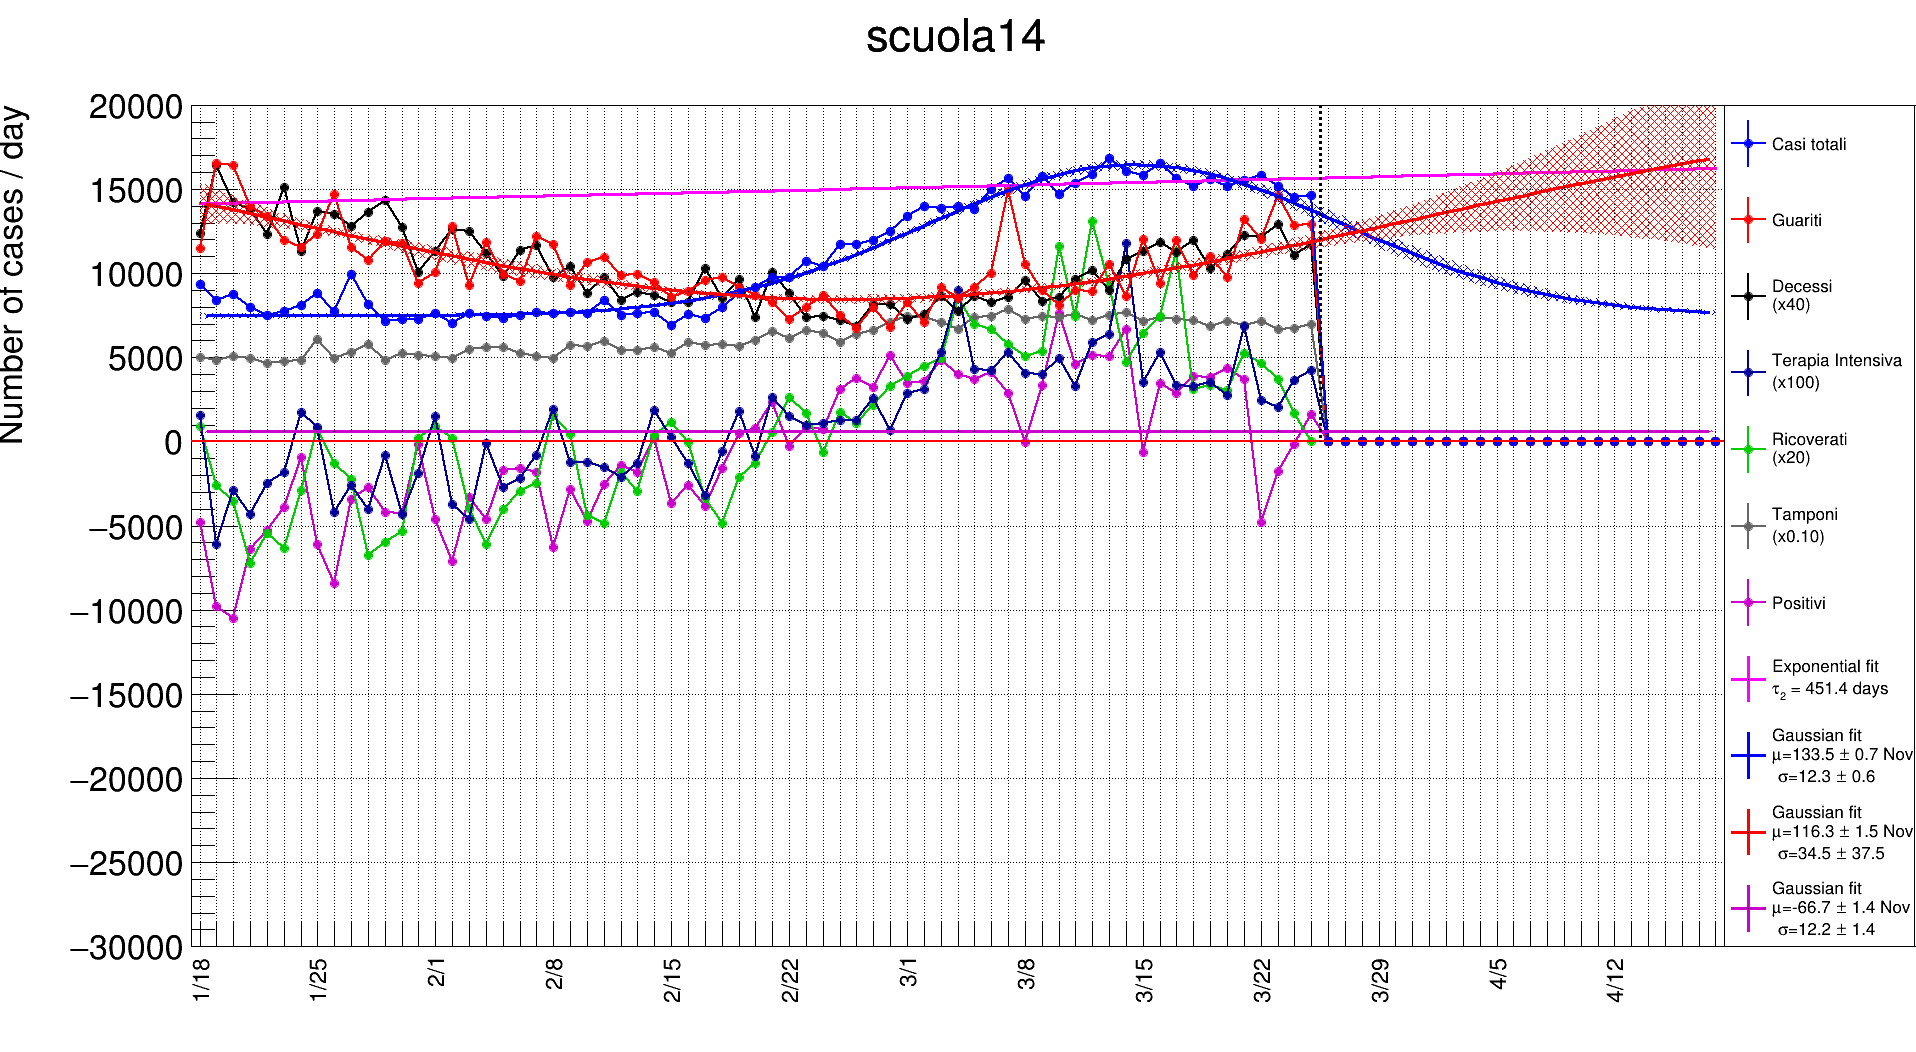 scuola14
Number of cases / day
20000
15000
10000
5000
0
−5000
−10000
−15000
−20000
−25000
−30000
1/18
1/25
2/1
2/8
2/15
2/22
3/1
3/8
3/15
3/22
3/29
4/5
4/12
Casi totali
Guariti
Decessi
(x40)
Terapia Intensiva
(x100)
Ricoverati
(x20)
Tamponi
(x0.10)
Positivi
Exponential fit
τ2 = 451.4 days
Gaussian fit
μ=133.5 ± 0.7 Nov
σ=12.3 ± 0.6
Gaussian fit
μ=116.3 ± 1.5 Nov
σ=34.5 ± 37.5
Gaussian fit
μ=-66.7 ± 1.4 Nov
σ=12.2 ± 1.4